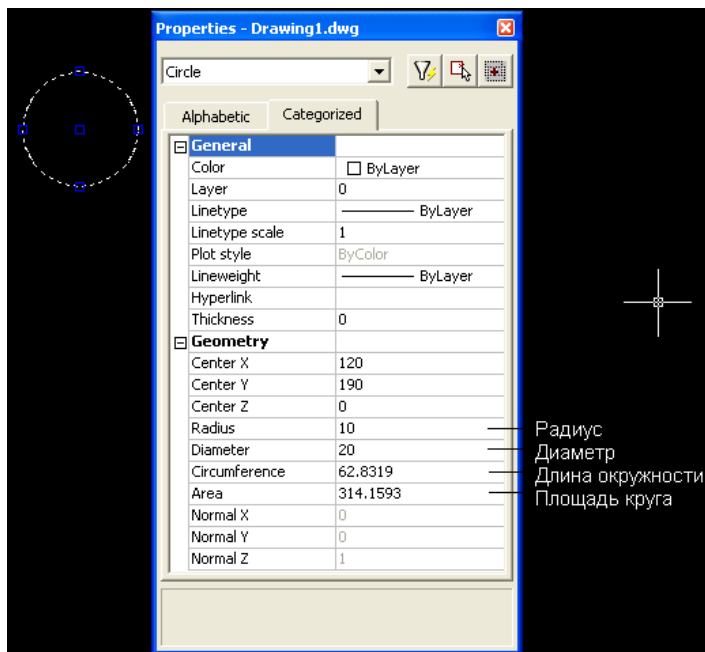 Properties - Drawing1.dwg
Circle
Alphabetic Categorized
General
Color ByLayer
Layer 0
Linetype ByLayer
Linetype scale 1
Plot style ByColor
Lineweight ByLayer
Hyperlink
Thickness 0
Geometry
Center X 120
Center Y 190
Center Z 0
Radius 10 Радиус
Diameter 20 Диаметр
Circumference 62.8319 Длина окружности
Area 314.1593 Площадь круга
Normal X 0
Normal Y 0
Normal Z 1